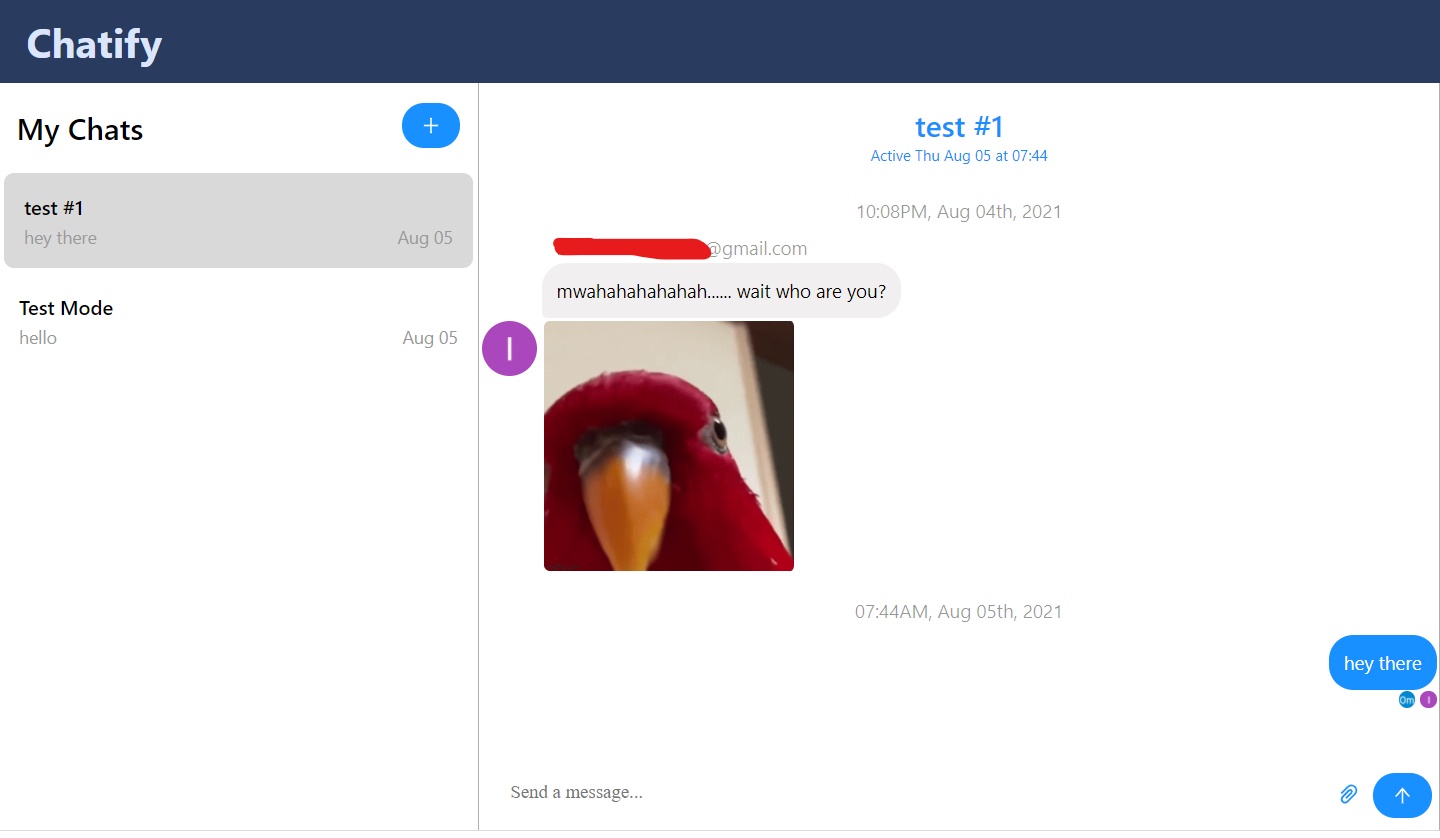 Chatify
My Chats
+
test #1
hey there Aug 05
Test Mode
hello Aug 05
test #1
Active Thu Aug 05 at 07:44
10:08PM, Aug 04th, 2021
@gmail.com
mwahahahahahah...... wait who are you?
I
07:44AM, Aug 05th, 2021
hey there
Om I
Send a message...